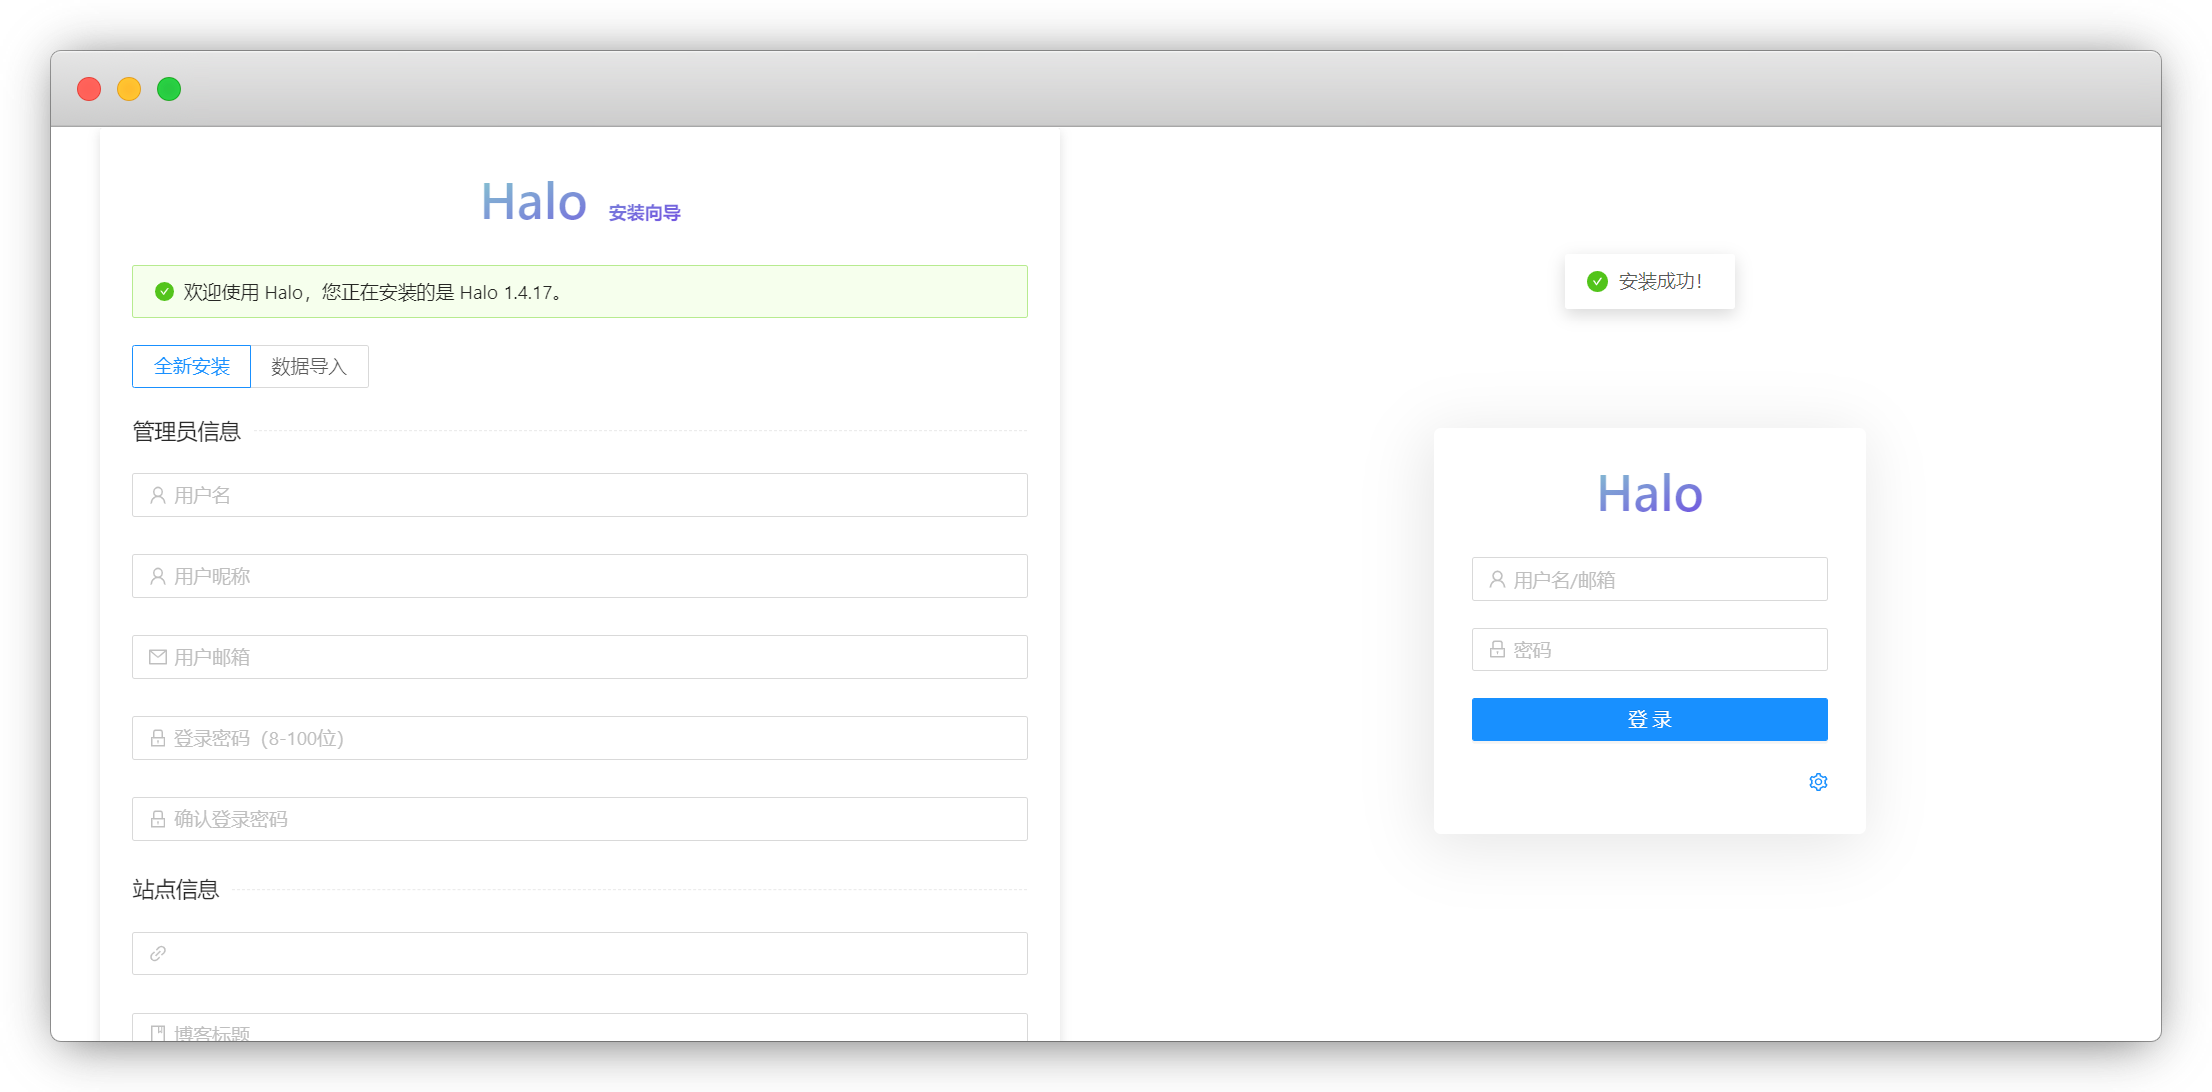 Halo 安装向导
欢迎使用 Halo，您正在安装的是 Halo 1.4.17。
全新安装 数据导入
管理员信息
用户名
用户昵称
用户邮箱
登录密码（8-100位）
确认登录密码
站点信息
博客标题
安装成功！
Halo
用户名/邮箱
密码
登 录